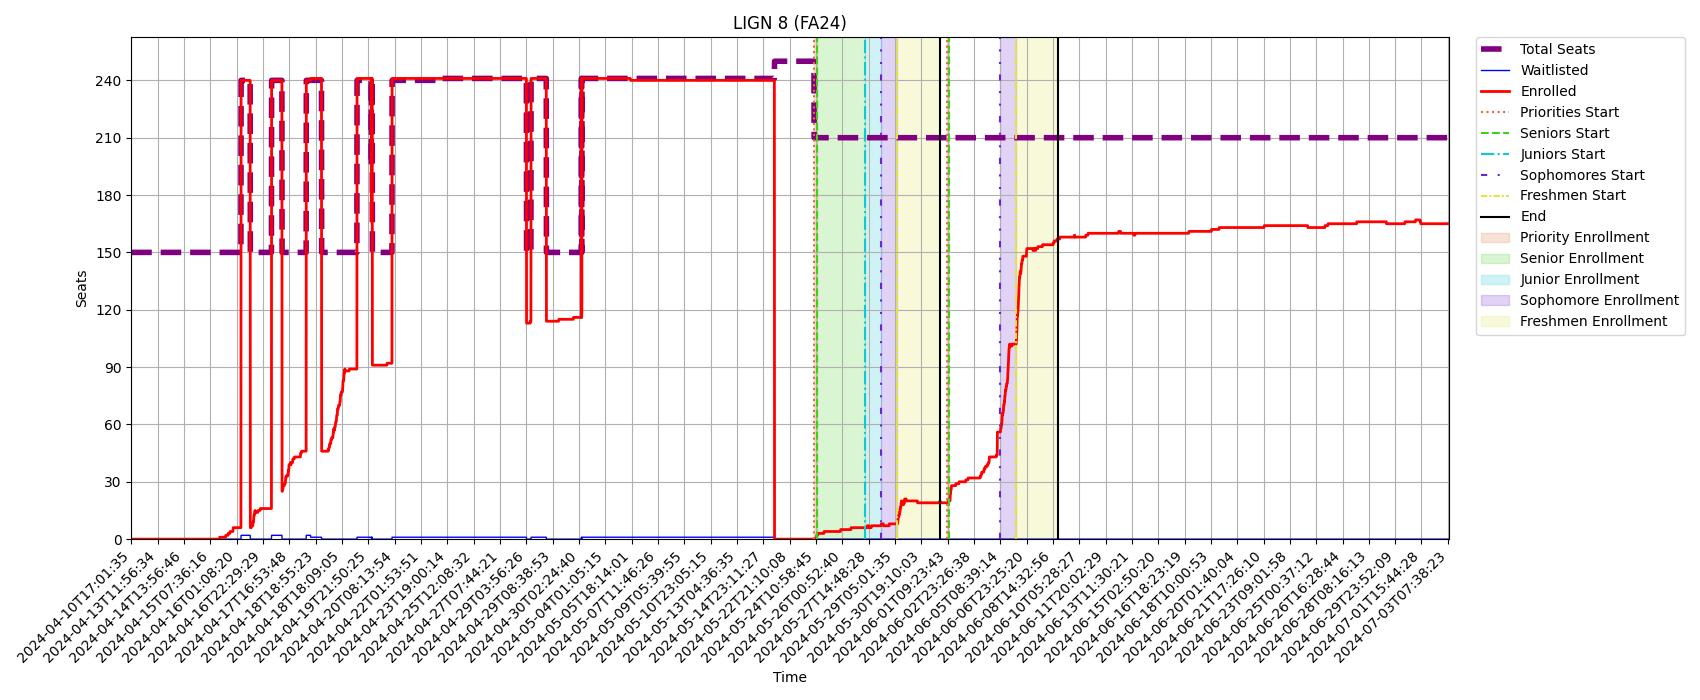 LIGN 8 (FA24)
Total Seats
Waitlisted
Enrolled
Priorities Start
Seniors Start
Juniors Start
Sophomores Start
Freshmen Start
End
Priority Enrollment
Senior Enrollment
Junior Enrollment
Sophomore Enrollment
Freshmen Enrollment
Seats
240
210
180
150
120
90
60
30
0
2024-04-10T17:01:35
2024-04-13T11:56:34
2024-04-14T13:56:46
2024-04-15T07:36:16
2024-04-16T01:08:20
2024-04-16T22:29:29
2024-04-17T16:53:48
2024-04-18T18:55:23
2024-04-18T18:09:05
2024-04-19T21:50:25
2024-04-20T08:13:54
2024-04-22T01:53:51
2024-04-23T19:00:14
2024-04-25T12:08:32
2024-04-27T07:44:21
2024-04-29T08:38:53
2024-04-30T02:24:40
2024-05-04T01:05:15
2024-05-05T18:14:01
2024-05-07T11:46:26
2024-05-09T05:39:55
2024-05-10T23:05:15
2024-05-13T04:36:35
2024-05-14T23:11:27
2024-05-22T21:10:08
2024-05-24T10:58:45
2024-05-26T00:52:40
2024-05-27T14:48:28
2024-05-29T05:01:35
2024-05-30T19:10:03
2024-06-01T09:23:45
2024-06-02T23:26:38
2024-06-05T08:39:14
2024-06-06T23:25:20
2024-06-08T14:32:56
2024-06-10T05:28:27
2024-06-11T20:02:29
2024-06-13T11:30:21
2024-06-15T02:50:20
2024-06-16T18:23:19
2024-06-18T10:00:53
2024-06-20T01:40:04
2024-06-21T17:26:10
2024-06-23T09:01:58
2024-06-25T00:37:12
2024-06-26T16:28:44
2024-06-28T08:16:13
2024-06-29T23:52:09
2024-07-01T15:44:28
2024-07-03T07:38:23
Time